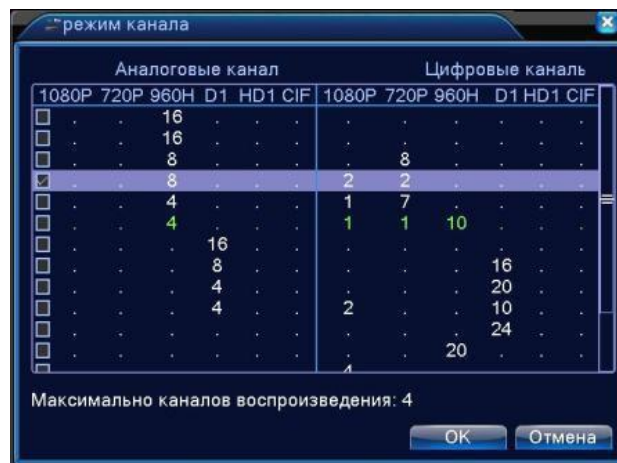 режим канала
Аналоговые канал Цифровые каналь
1080P 720P 960H D1 HD1 CIF 1080P 720P 960H D1 HD1 CIF
. . 16 . . . . . . . . .
. . 16 . . . . . . . . .
. . 8 . . . . 8 . . . .
. . 8 . . . 2 2 . . . .
. . 4 . . . 1 7 . . . .
. . 4 . . . 1 1 10 . . .
. . . 16 . . . . . . . .
. . . 8 . . . . . 16 . .
. . . 4 . . . . . 20 . .
. . . 4 . . 2 . . 10 . .
. . . . . . . . . 24 . .
. . . . . . . . 20 . . .
Максимально каналов воспроизведения: 4
OK Отмена